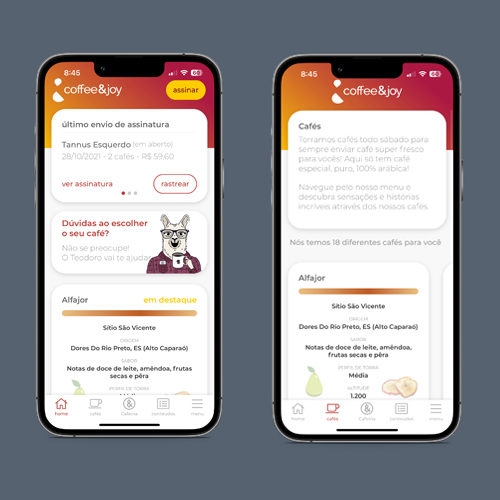 8:45
coffee&joy
assinar
último envio de assinatura
Tannus Esquerdo (em aberto)
28/10/2021 - 2 cafés - R$ 59,60
ver assinatura
rastrear
Dúvidas ao escolher
o seu café?
Não se preocupe!
O Teodoro vai te ajudar
Alfajor
em destaque
Sítio São Vicente
ORIGEM
Dores Do Rio Preto, ES (Alto Caparaó)
SABOR
Notas de doce de leite, amêndoa,
frutas secas e pêra
PERFIL DE TORRA
home
cafés
Caféina
conteúdos
menu
8:45
coffee&joy
Cafés
Torramos cafés todo sábado para
sempre enviar café super fresco
para vocês! Aqui só tem café
especial, puro, 100% arábica!
Navegue pelo nosso menu e
descubra sensações e histórias
incríveis através dos nossos cafés.
Nós temos 18 diferentes cafés para você
Alfajor
Sítio São Vicente
ORIGEM
Dores Do Rio Preto, ES (Alto Caparaó)
SABOR
Notas de doce de leite, amêndoa,
frutas secas e pêra
PERFIL DE TORRA
Média
ALTITUDE
1.200
home
cafés
Caféina
conteúdos
menu